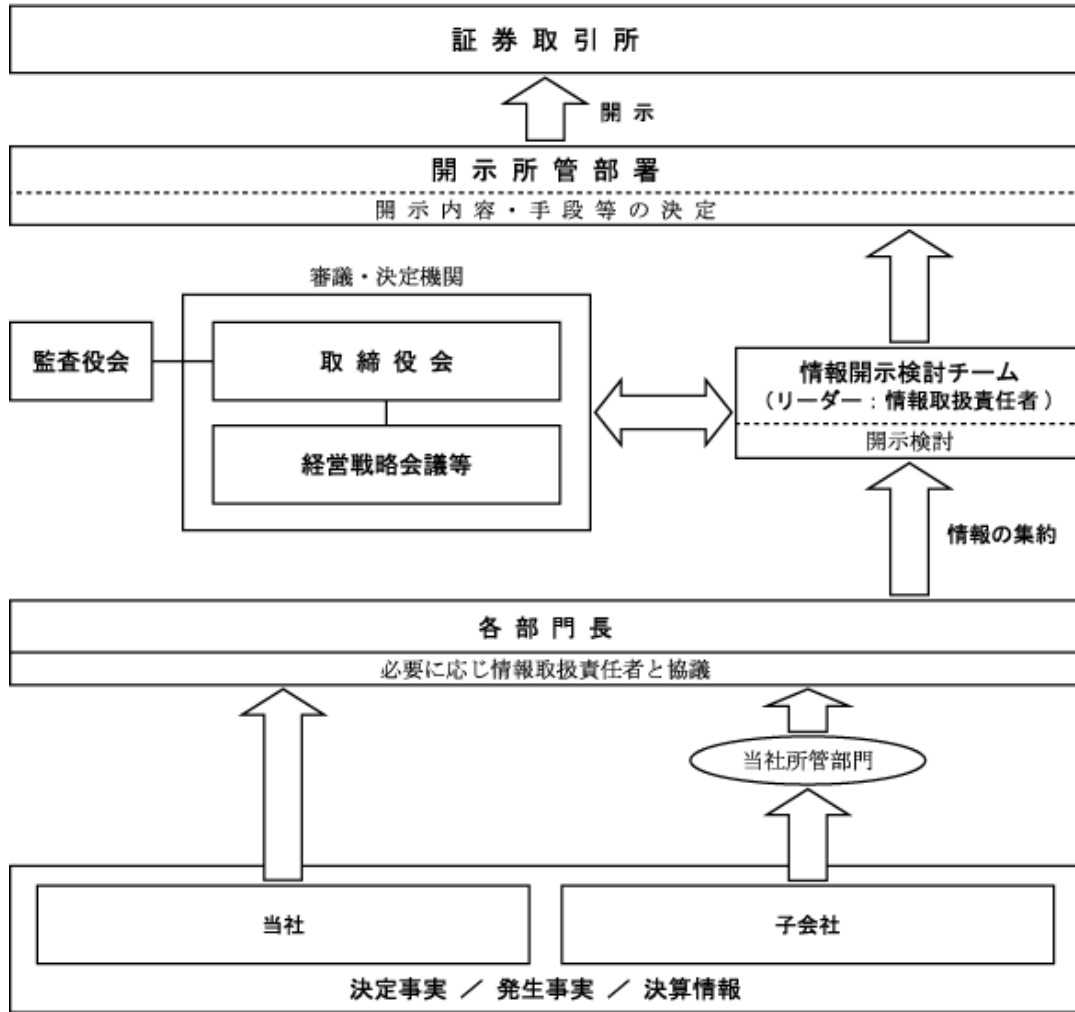 証券取引所
開示
開示所管部署
開示内容・手段等の決定
審議・決定機関
監査役会
取締役会
経営戦略会議等
情報開示検討チーム
（リーダー：情報取扱責任者）
開示検討
情報の集約
各部門長
必要に応じ情報取扱責任者と協議
当社所管部門
当社
子会社
決定事実 ／ 発生事実 ／ 決算情報